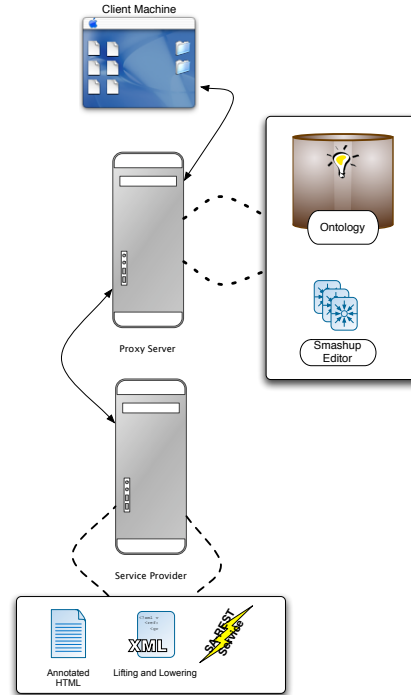 Client Machine
Ontology
Smashup
Editor
Proxy Server
Service Provider
XML
SA-REST
Service
Annotated
HTML
Lifting and Lowering